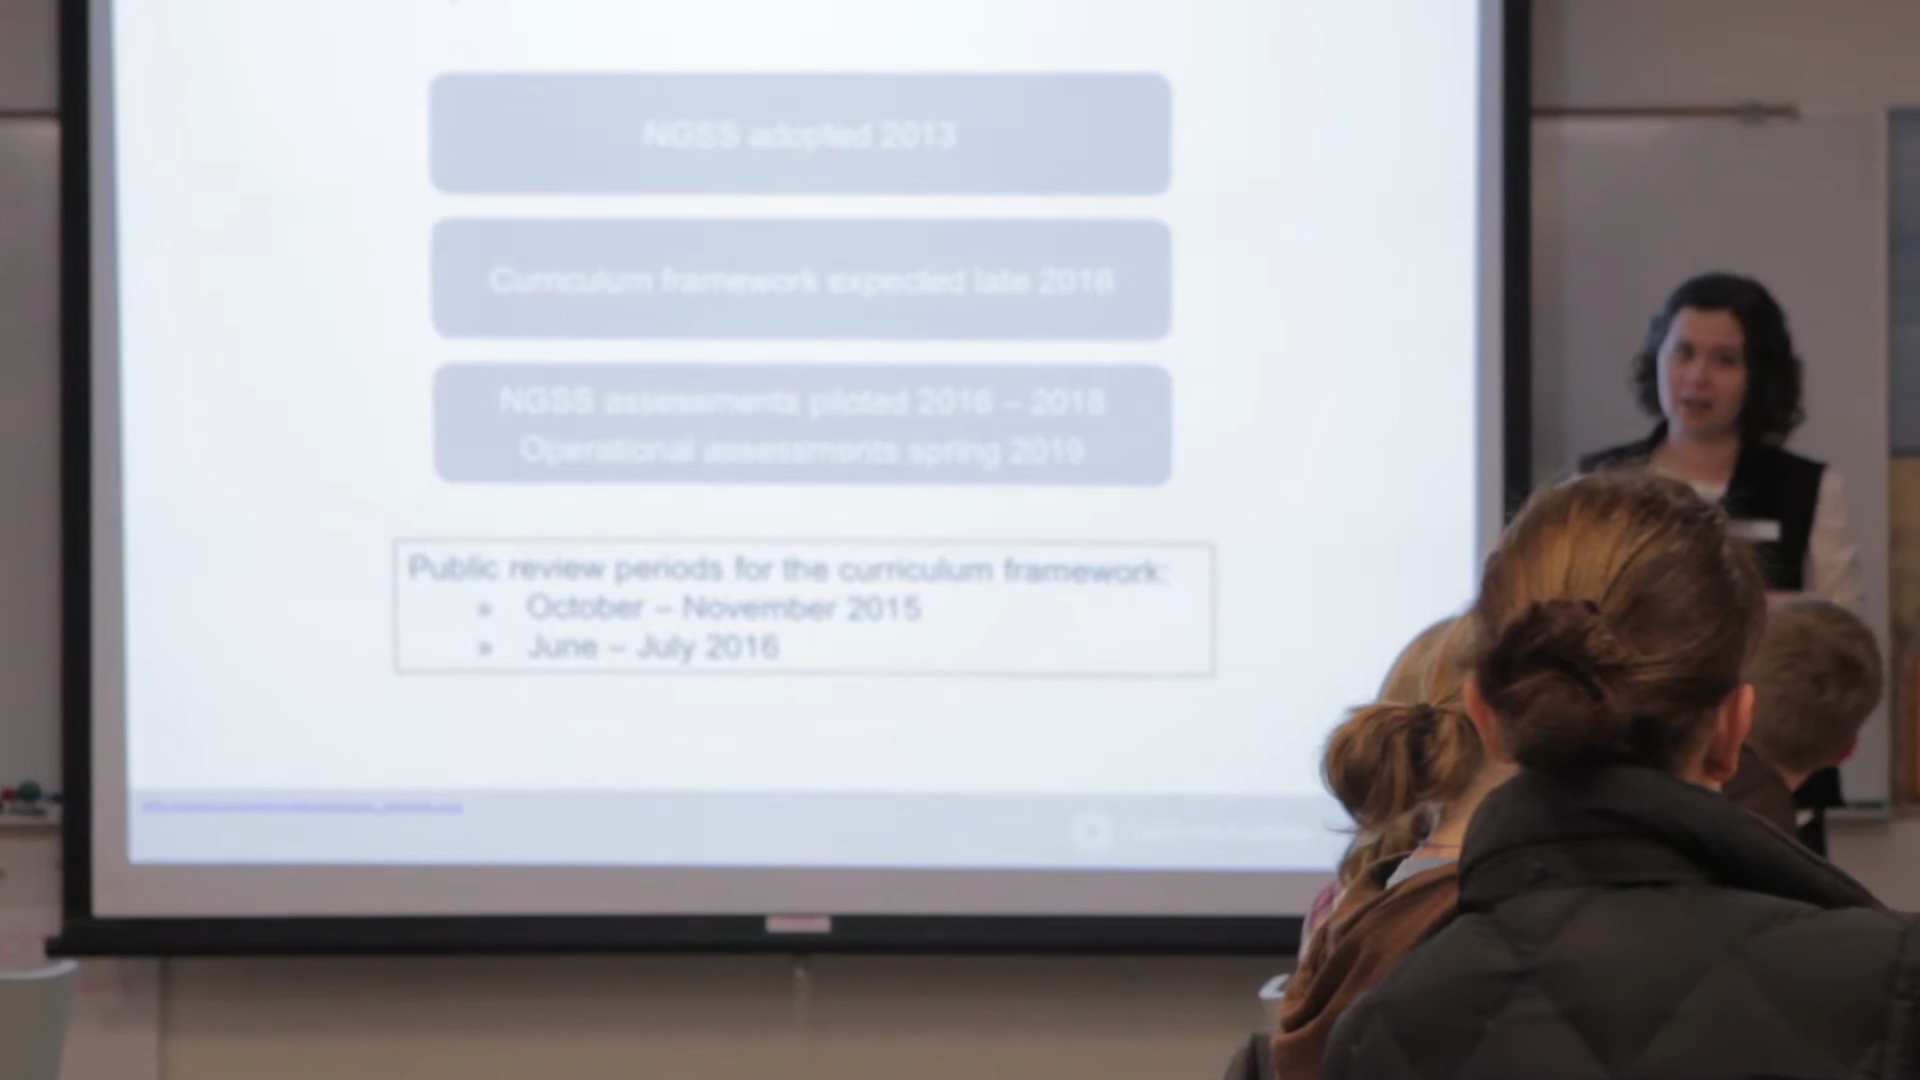 NGSS adopted 2013
Curriculum framework expected late 2016
NGSS assessments piloted 2016 – 2018
Operational assessments spring 2019
Public review periods for the curriculum framework:
» October – November 2015
» June – July 2016